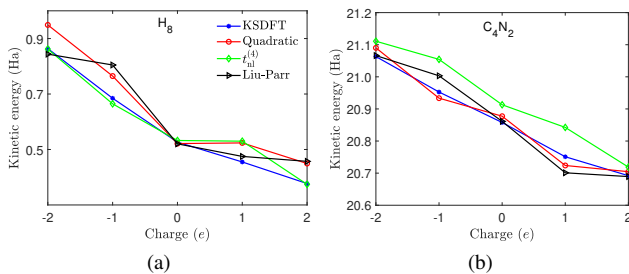 H₈
KSDFT
Quadratic
t_nl^(4)
Liu-Parr
0.9
0.7
0.5
Kinetic energy (Ha)
-2 -1 0 1 2
Charge (e)
(a)
C₄N₂
21.2
21.1
21
20.9
20.8
20.7
20.6
Kinetic energy (Ha)
-2 -1 0 1 2
Charge (e)
(b)